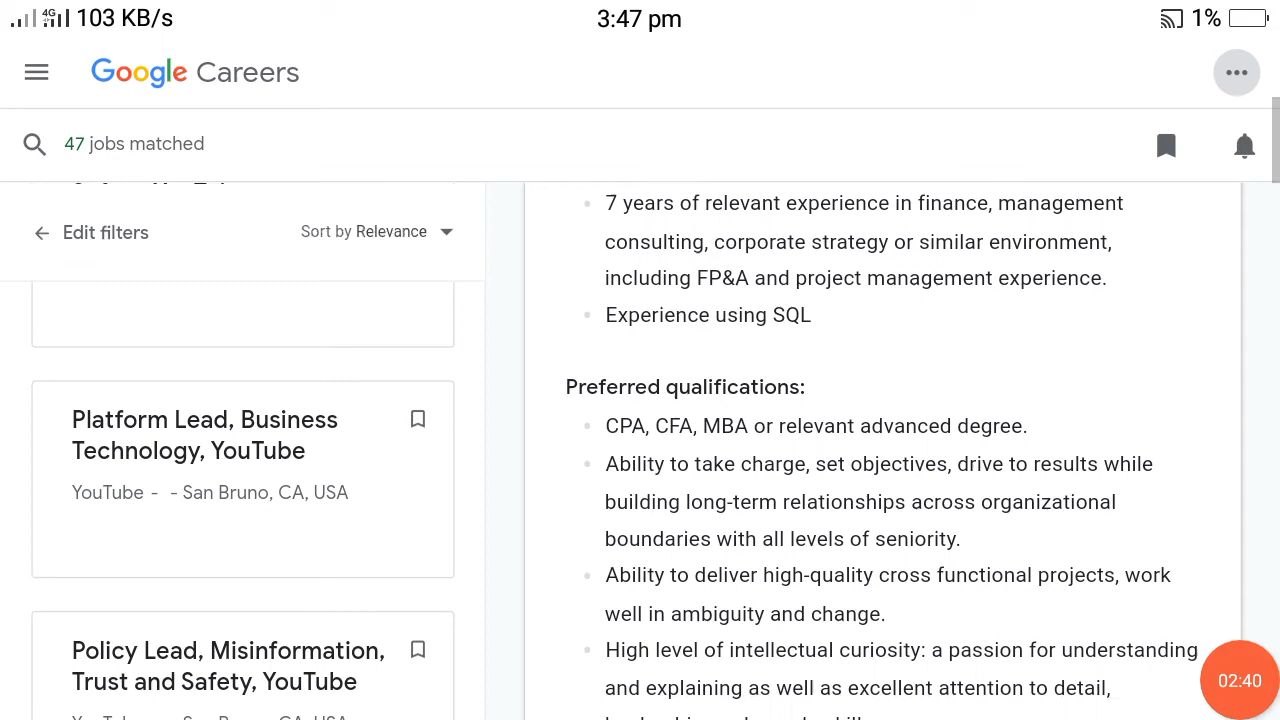 4G 103 KB/s
3:47 pm
1%
Google Careers
47 jobs matched
Edit filters
Sort by Relevance
Platform Lead, Business
Technology, YouTube
YouTube - - San Bruno, CA, USA
Policy Lead, Misinformation,
Trust and Safety, YouTube
7 years of relevant experience in finance, management
consulting, corporate strategy or similar environment,
including FP&A and project management experience.
Experience using SQL
Preferred qualifications:
CPA, CFA, MBA or relevant advanced degree.
Ability to take charge, set objectives, drive to results while
building long-term relationships across organizational
boundaries with all levels of seniority.
Ability to deliver high-quality cross functional projects, work
well in ambiguity and change.
High level of intellectual curiosity: a passion for understanding
and explaining as well as excellent attention to detail,
02:40